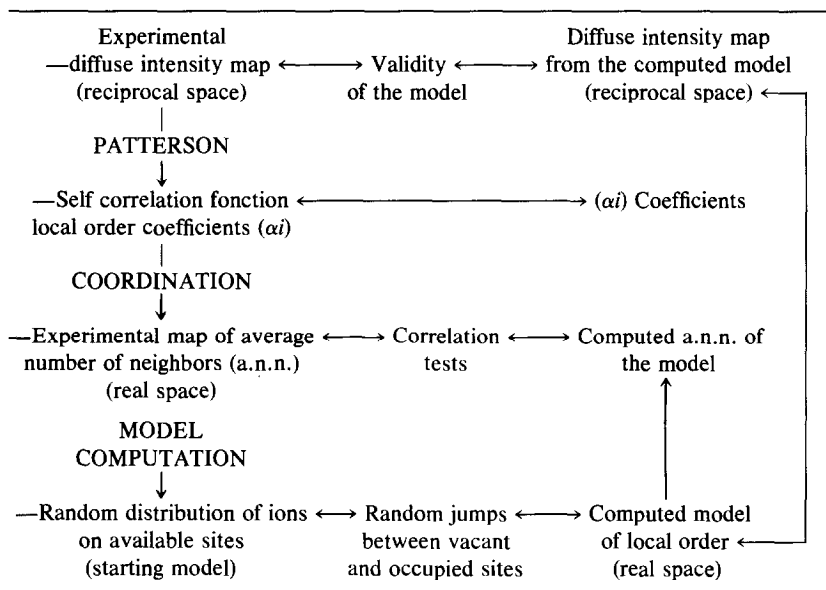 Experimental
—diffuse intensity map ⟷ Validity ⟷ Diffuse intensity map
(reciprocal space) of the model from the computed model
(reciprocal space)
PATTERSON
—Self correlation fonction ⟷ (αi) Coefficients
local order coefficients (αi)
COORDINATION
—Experimental map of average ⟷ Correlation ⟷ Computed a.n.n. of
number of neighbors (a.n.n.) tests the model
(real space)
MODEL
COMPUTATION
—Random distribution of ions ⟷ Random jumps ⟷ Computed model
on available sites between vacant of local order
(starting model) and occupied sites (real space)